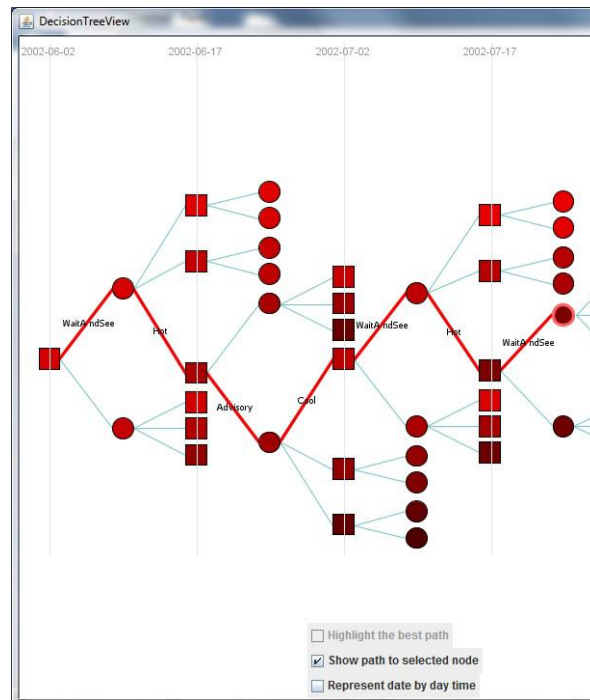 DecisionTreeView
2002-06-02
2002-06-17
2002-07-02
2002-07-17
WaitAndSee
Hot
Advisory
Cool
WaitAndSee
Hot
WaitAndSee
Highlight the best path
Show path to selected node
Represent date by day time